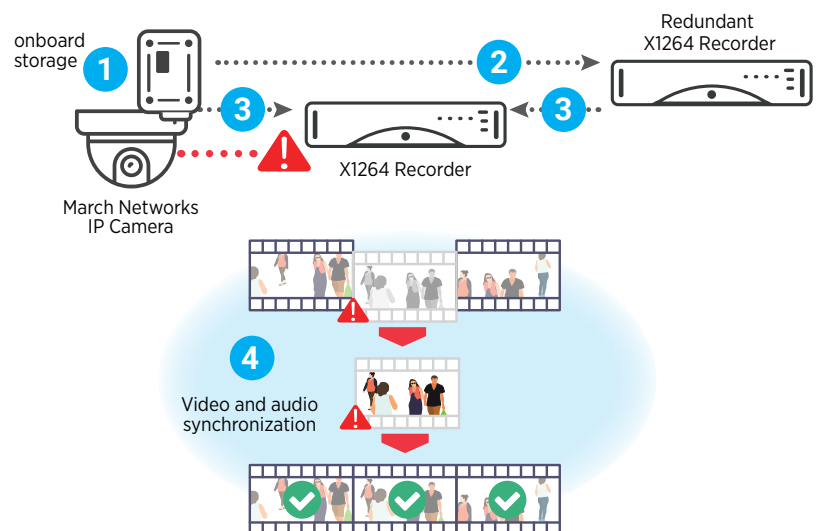 Redundant
X1264 Recorder
onboard
storage
1
2
3
3
X1264 Recorder
March Networks
IP Camera
4
Video and audio
synchronization